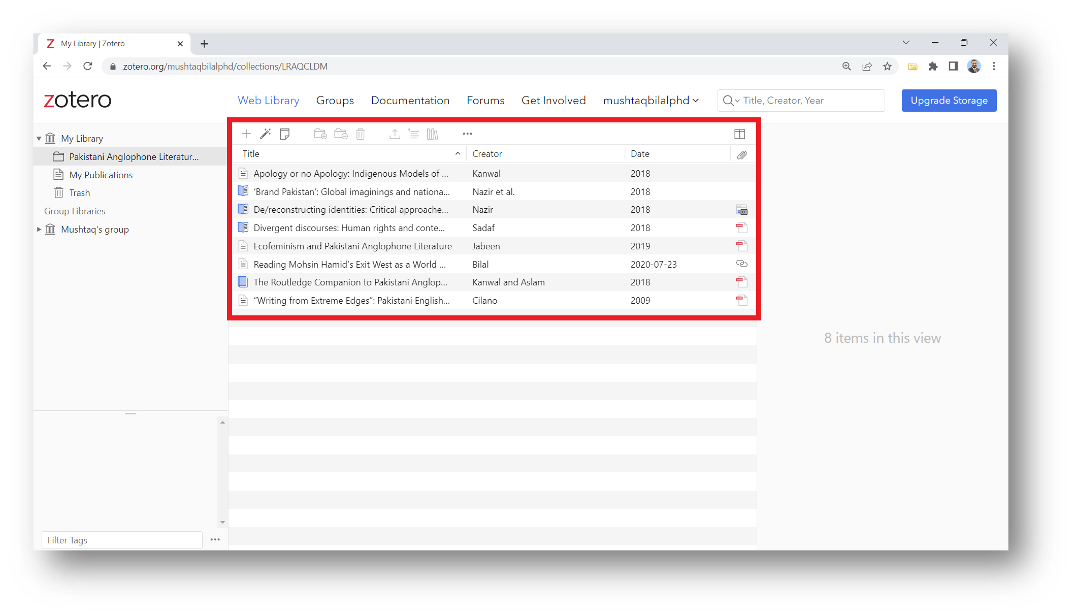 My Library | Zotero
zotero.org/mushtaqbilalphd/collections/LRAQCLDM
zotero
Web Library Groups Documentation Forums Get Involved mushtaqbilalphd Title, Creator, Year Upgrade Storage
My Library
Pakistani Anglophone Literatur...
My Publications
Trash
Group Libraries
Mushtaq's group
Title Creator Date
Apology or no Apology: Indigenous Models of ... Kanwal 2018
'Brand Pakistan': Global imaginings and nationa... Nazir et al. 2018
De/reconstructing identities: Critical approache... Nazir 2018
Divergent discourses: Human rights and conte... Sadaf 2018
Ecofeminism and Pakistani Anglophone Literature Jabeen 2019
Reading Mohsin Hamid's Exit West as a World ... Bilal 2020-07-23
The Routledge Companion to Pakistani Anglop... Kanwal and Aslam 2018
"Writing from Extreme Edges": Pakistani English... Cilano 2009
8 items in this view
Filter Tags